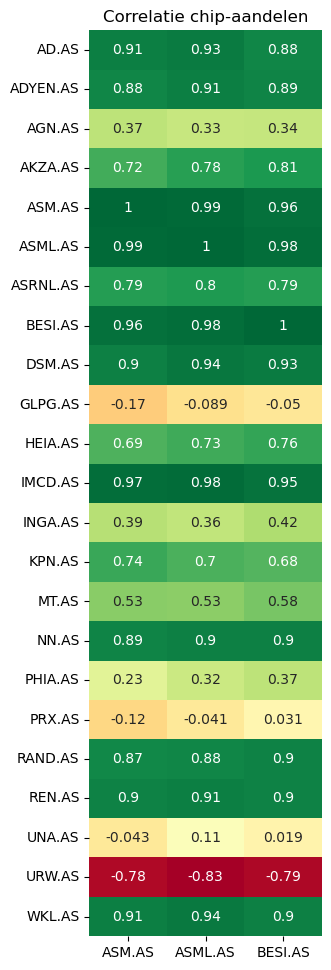 Correlatie chip-aandelen
AD.AS 0.91 0.93 0.88
ADYEN.AS 0.88 0.91 0.89
AGN.AS 0.37 0.33 0.34
AKZA.AS 0.72 0.78 0.81
ASM.AS 1 0.99 0.96
ASML.AS 0.99 1 0.98
ASRNL.AS 0.79 0.8 0.79
BESI.AS 0.96 0.98 1
DSM.AS 0.9 0.94 0.93
GLPG.AS -0.17 -0.089 -0.05
HEIA.AS 0.69 0.73 0.76
IMCD.AS 0.97 0.98 0.95
INGA.AS 0.39 0.36 0.42
KPN.AS 0.74 0.7 0.68
MT.AS 0.53 0.53 0.58
NN.AS 0.89 0.9 0.9
PHIA.AS 0.23 0.32 0.37
PRX.AS -0.12 -0.041 0.031
RAND.AS 0.87 0.88 0.9
REN.AS 0.9 0.91 0.9
UNA.AS -0.043 0.11 0.019
URW.AS -0.78 -0.83 -0.79
WKL.AS 0.91 0.94 0.9
ASM.AS ASML.AS BESI.AS